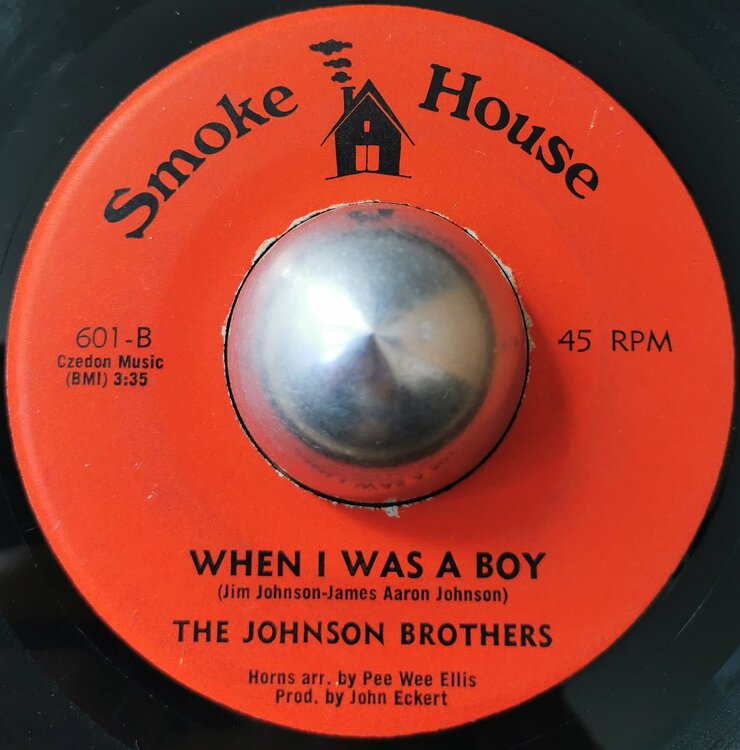 Smoke House
601-B
Czedon Music
(BMI) 3:35
45 RPM
WHEN I WAS A BOY
(Jim Johnson-James Aaron Johnson)
THE JOHNSON BROTHERS
Horns arr. by Pee Wee Ellis
Prod. by John Eckert